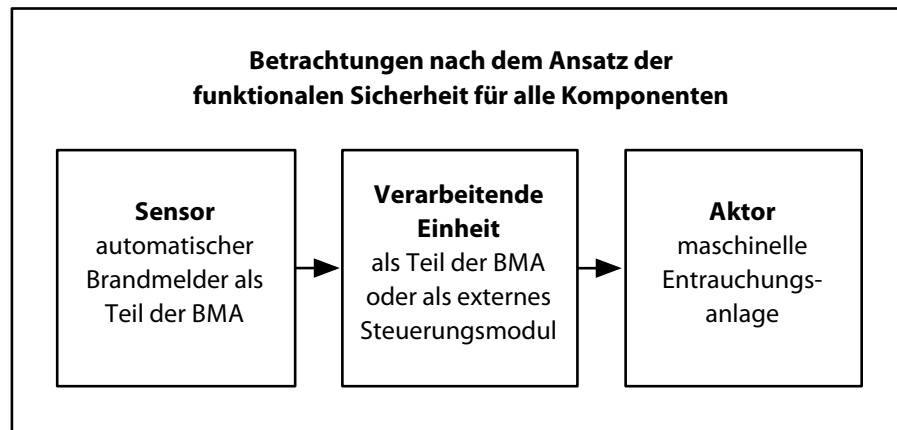 Betrachtungen nach dem Ansatz der
funktionalen Sicherheit für alle Komponenten
Sensor
automatischer
Brandmelder als
Teil der BMA
Verarbeitende
Einheit
als Teil der BMA
oder als externes
Steuerungsmodul
Aktor
maschinelle
Entrauchungs-
anlage